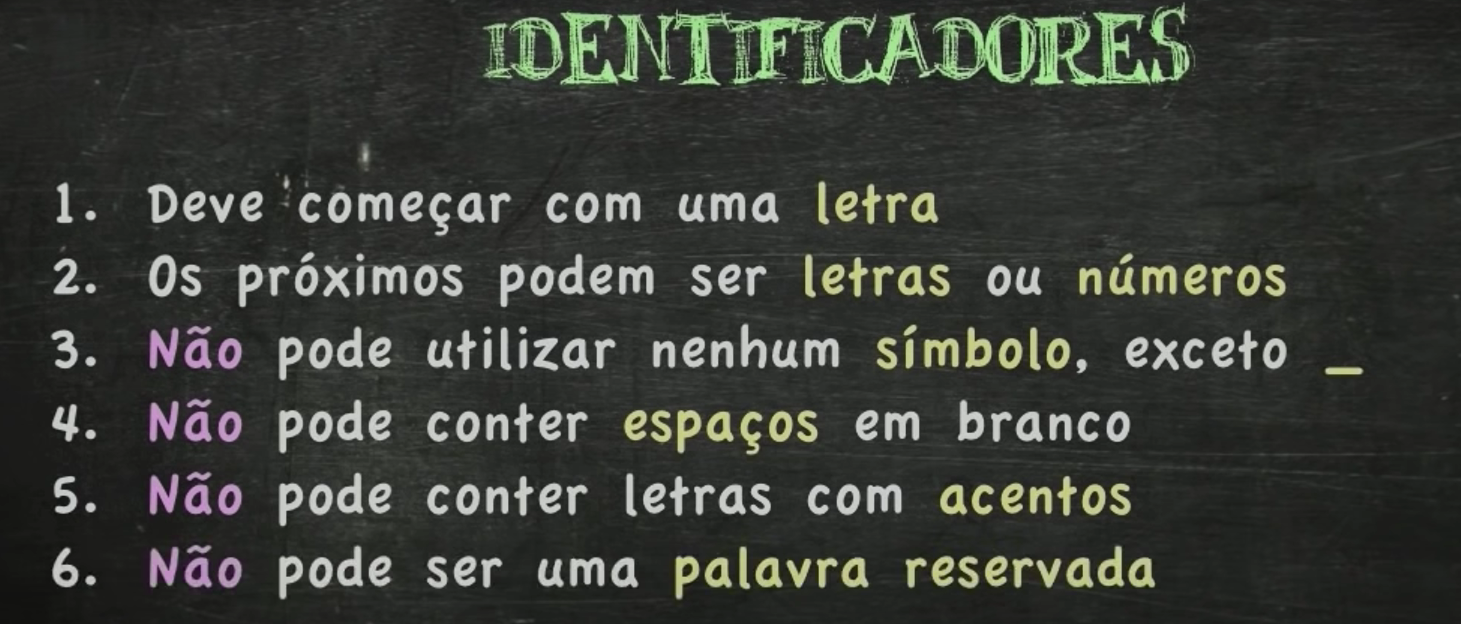 IDENTIFICADORES
1. Deve começar com uma letra
2. Os próximos podem ser letras ou números
3. Não pode utilizar nenhum símbolo, exceto _
4. Não pode conter espaços em branco
5. Não pode conter letras com acentos
6. Não pode ser uma palavra reservada